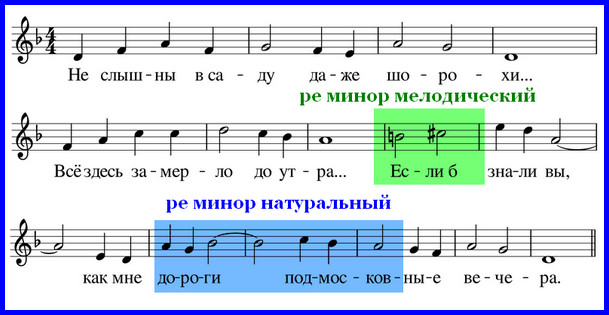 4 4
Не слыш - ны в са - ду да - же шо - ро - хи...
ре минор мелодический
Всё здесь за - мер - ло до ут - ра... Ес - ли б зна - ли вы,
ре минор натуральный
как мне до - ро - ги под - мос - ков - ны - е ве - че - ра.